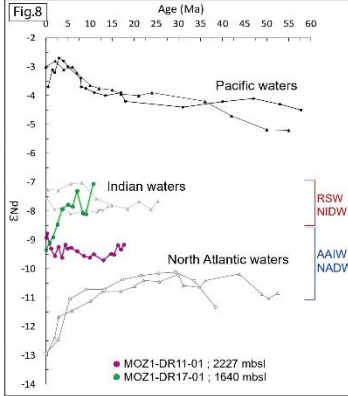 Fig.8
Age (Ma)
0 5 10 15 20 25 30 35 40 45 50 55 60
-2
-3
-4
-5
-6
-7
-8
-9
-10
-11
-12
-13
-14
εNd
Pacific waters
Indian waters
RSW
NIDW
AAIW
NADW
North Atlantic waters
MOZ1-DR11-01 ; 2227 mbsl
MOZ1-DR17-01 ; 1640 mbsl